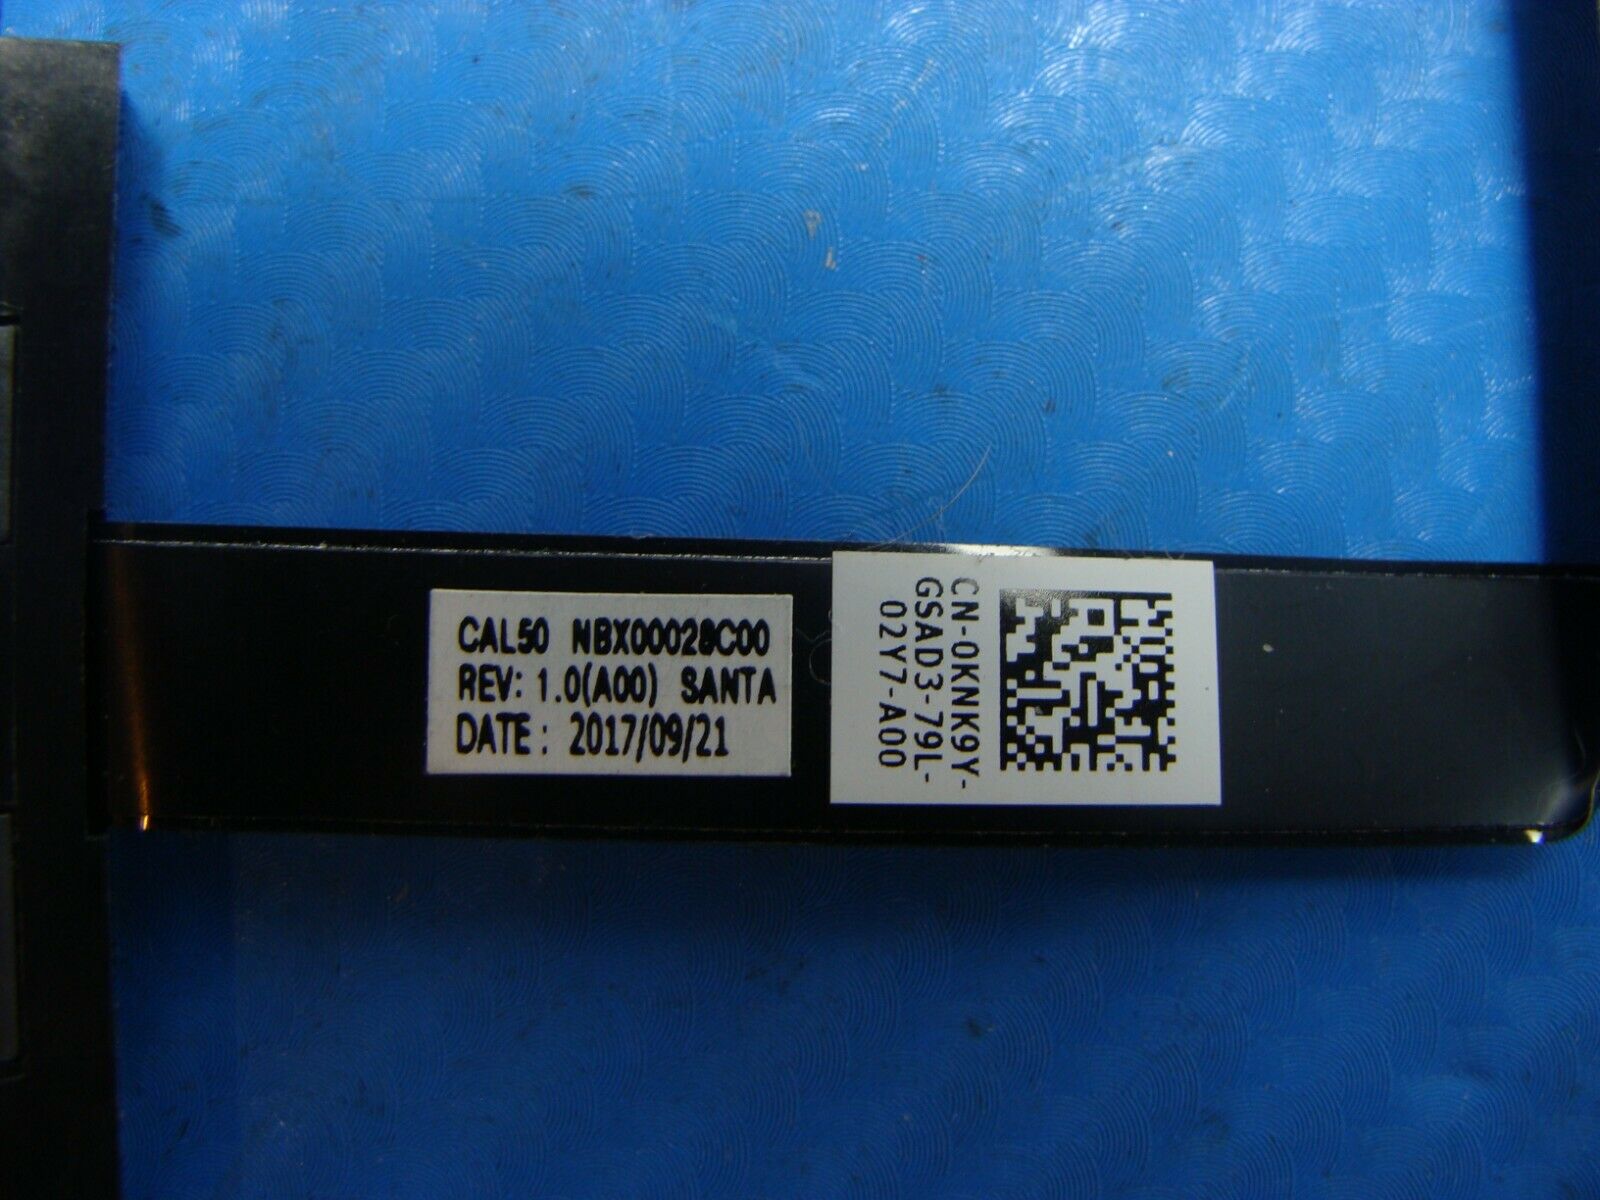 CAL50 NBX00028C00
REV: 1.0(A00) SANTA
DATE: 2017/09/21
CN-0KNK9Y-
GSAD3-79L-
02Y7-A00